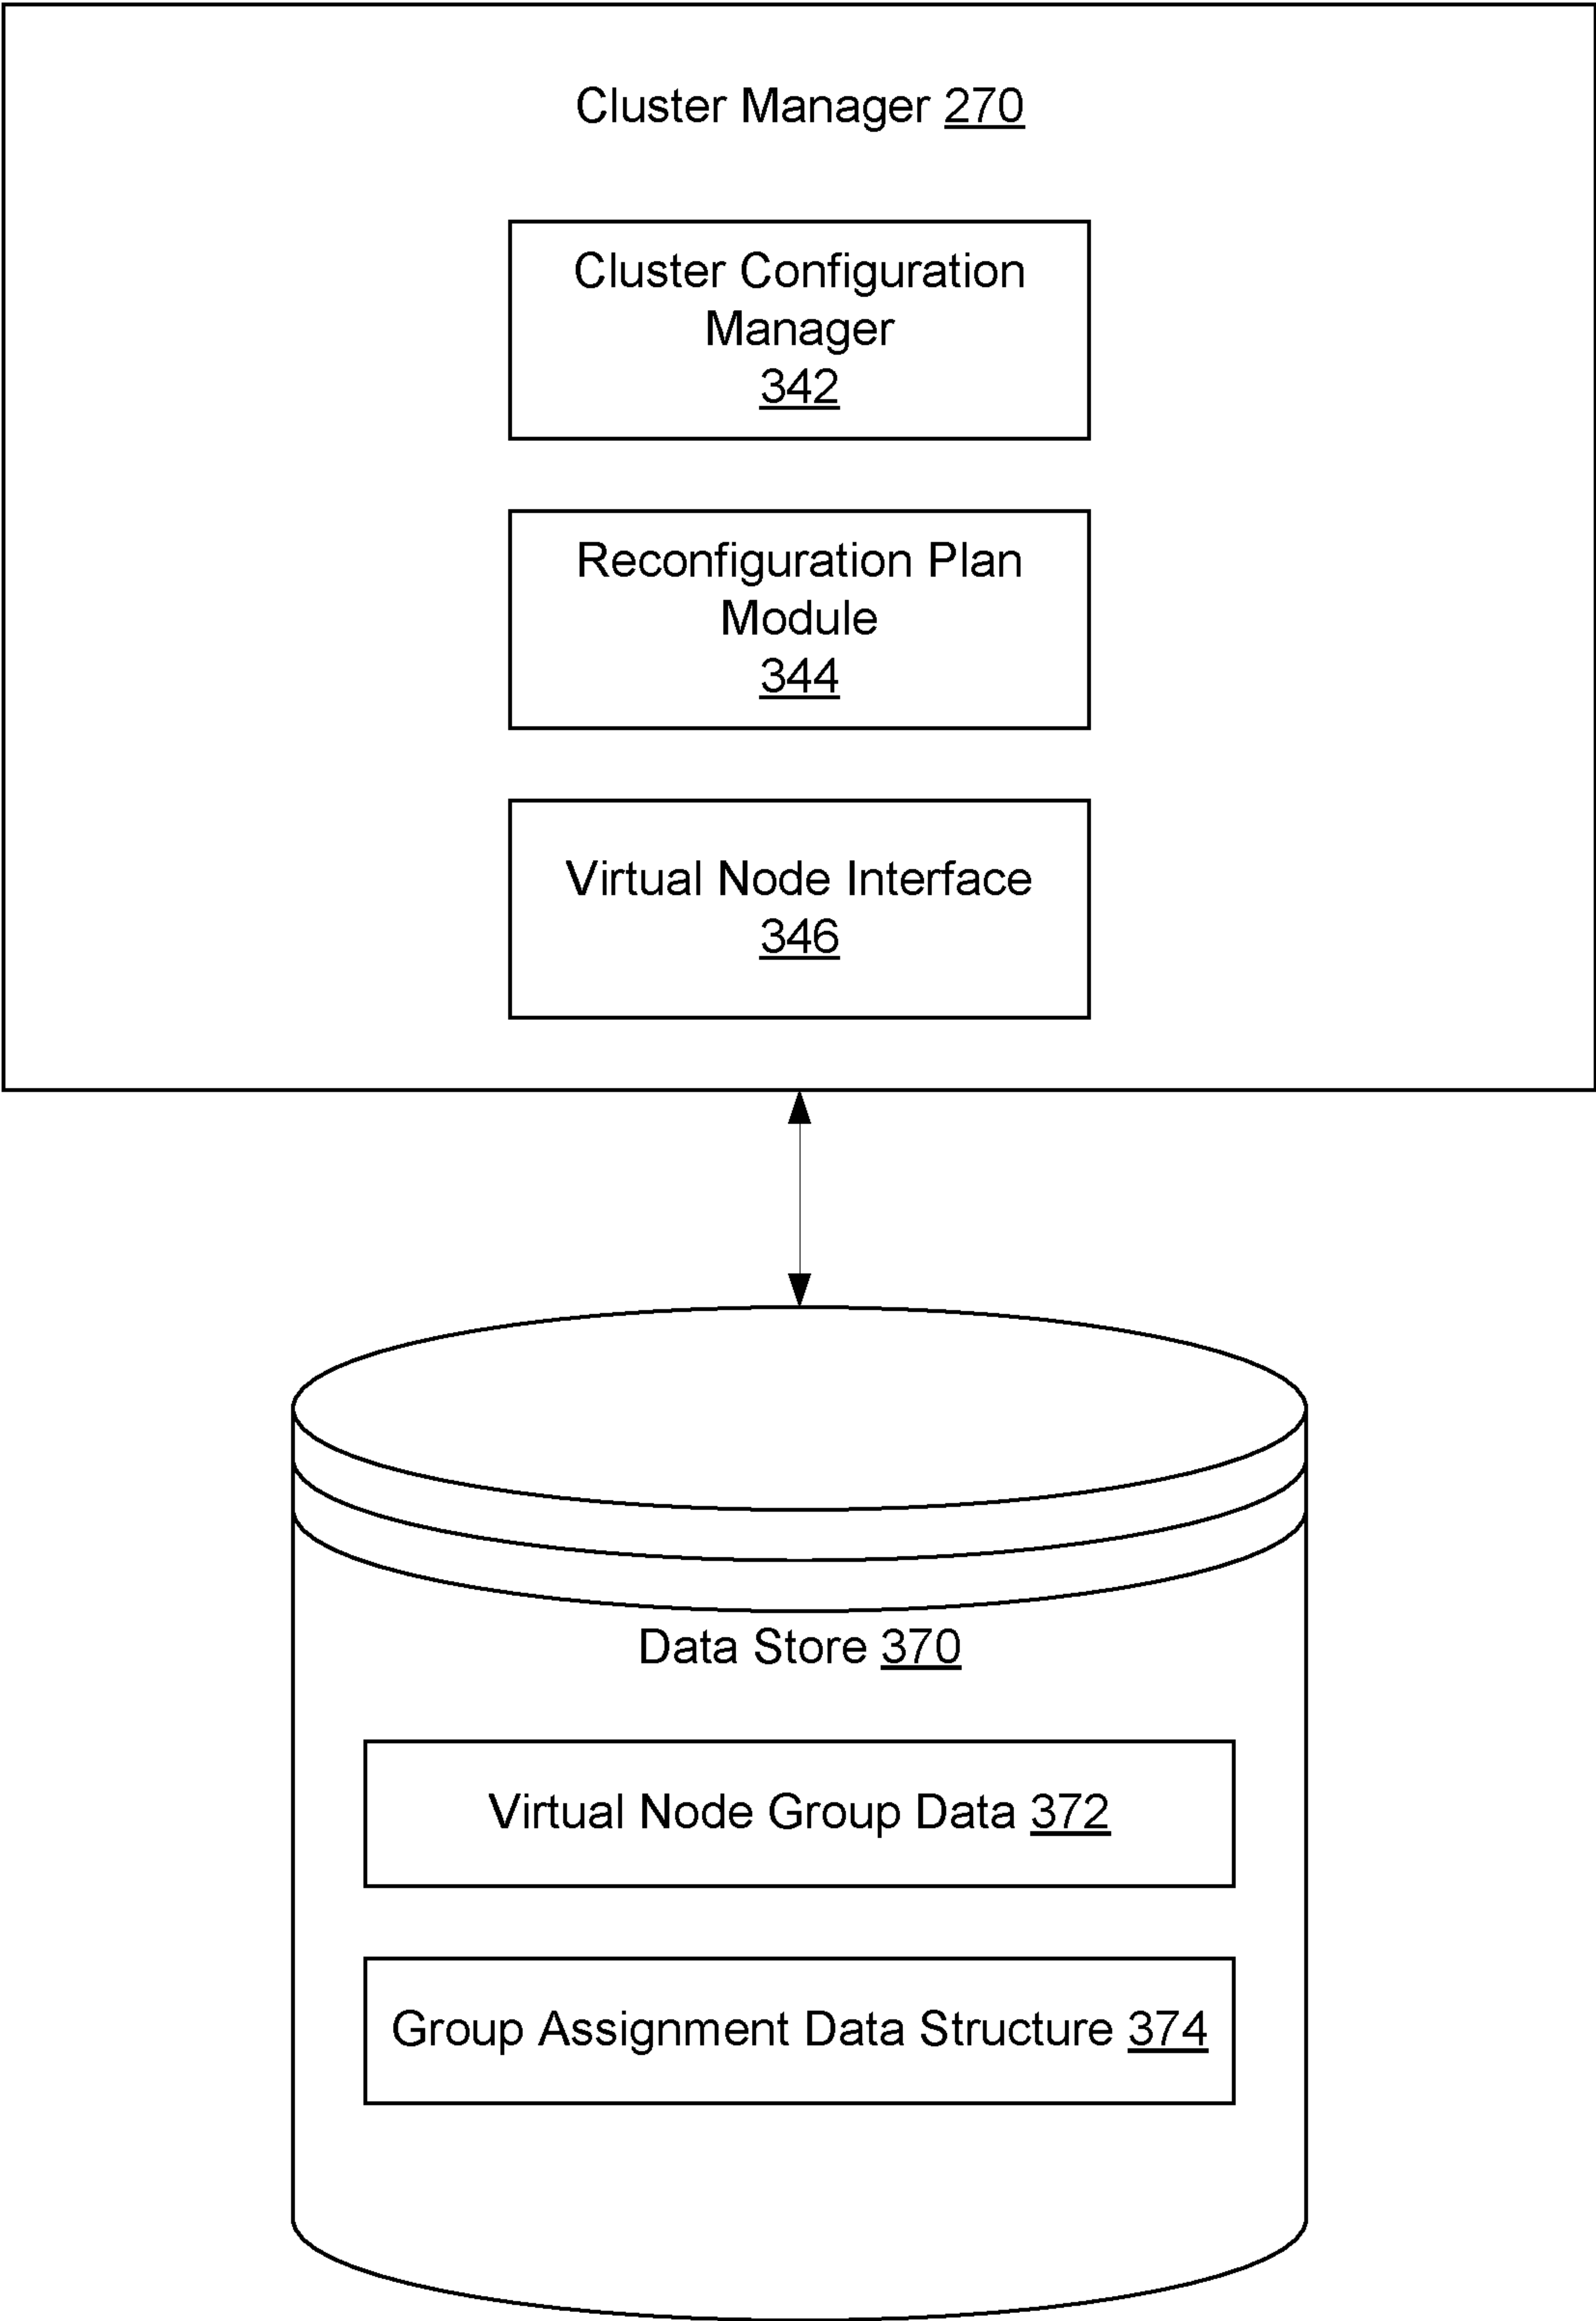 Cluster Manager 270
Cluster Configuration
Manager
342
Reconfiguration Plan
Module
344
Virtual Node Interface
346
Data Store 370
Virtual Node Group Data 372
Group Assignment Data Structure 374